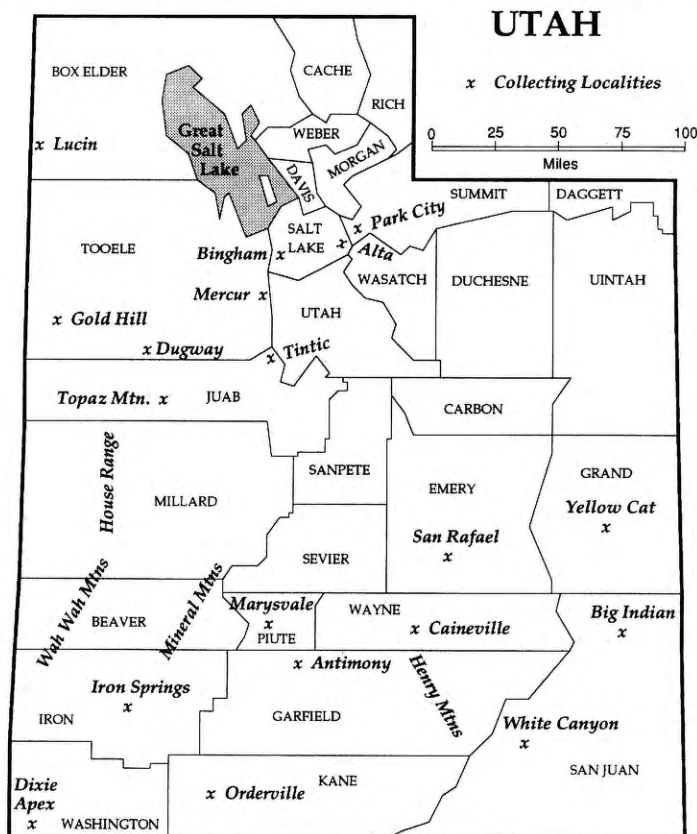 UTAH
x Collecting Localities
0 25 50 75 100
Miles
BOX ELDER
CACHE
RICH
WEBER
MORGAN
DAVIS
Great
Salt
Lake
x Lucin
SUMMIT
DAGGETT
x Park City
TOOELE
SALT
LAKE
Bingham x
x Alta
WASATCH
DUCHESNE
UINTAH
Mercur x
UTAH
x Gold Hill
x Dugway
x Tintic
Topaz Mtn. x
JUAB
CARBON
House Range
MILLARD
SANPETE
EMERY
GRAND
Yellow Cat
x
San Rafael
x
SEVIER
Wah Wah Mtns
BEAVER
Mineral Mtns
Marysvale
x
PIUTE
WAYNE
x Caineville
Big Indian
x
x Antimony
Henry Mtns
Iron Springs
x
IRON
GARFIELD
White Canyon
x
SAN JUAN
Dixie
Apex
x
WASHINGTON
x Orderville
KANE